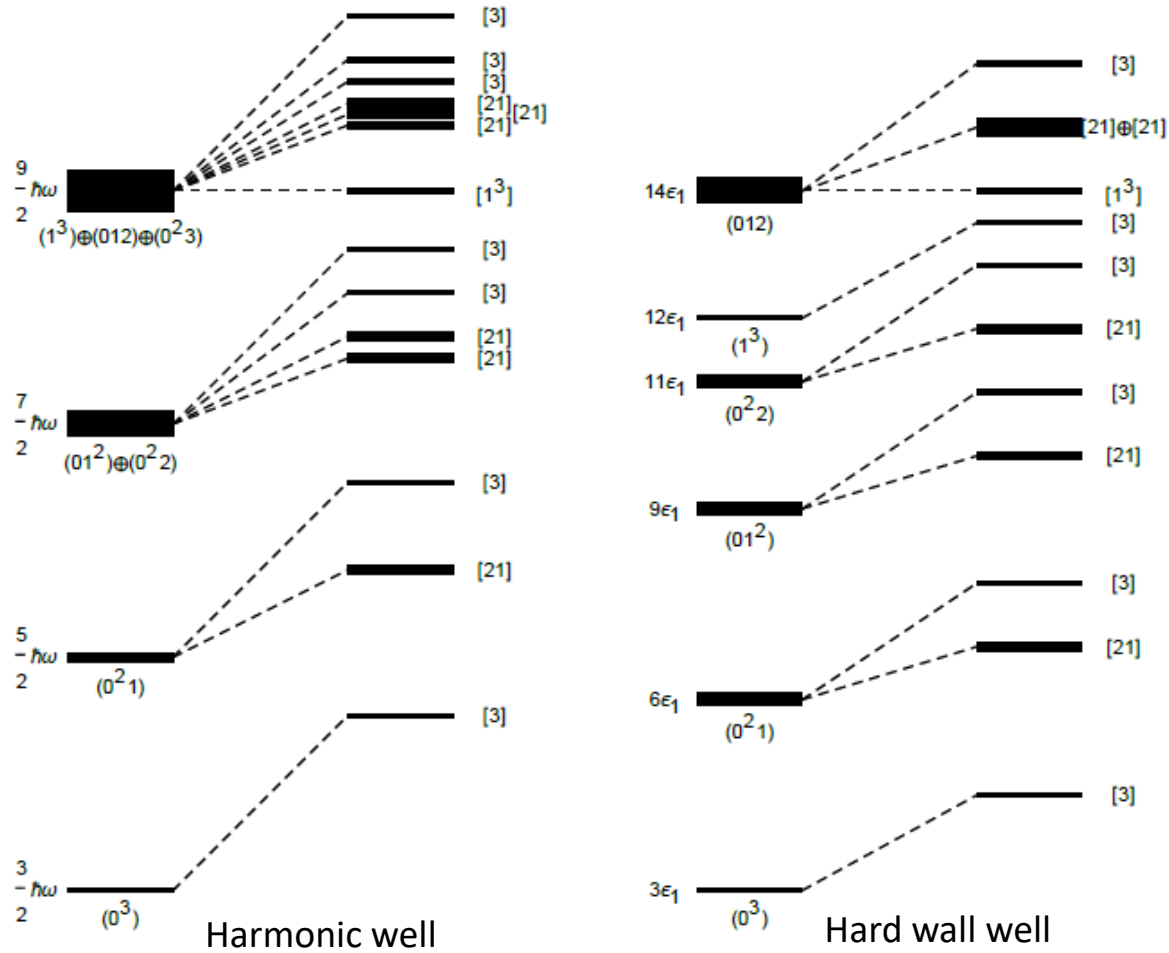 [3]
[3]
[3]
[21]
[21]
[21]
9/2 ℏω
[1³]
(1³)⊕(012)⊕(0²3)
[3]
[3]
[21]
[21]
7/2 ℏω
(01²)⊕(0²2)
[3]
[21]
5/2 ℏω
(0²1)
[3]
3/2 ℏω
(0³)
Harmonic well
[3]
[21]⊕[21]
14ϵ₁
[1³]
(012)
[3]
12ϵ₁
(1³)
[3]
[21]
11ϵ₁
(0²2)
[3]
[21]
9ϵ₁
(01²)
[3]
[21]
6ϵ₁
(0²1)
[3]
3ϵ₁
(0³)
Hard wall well